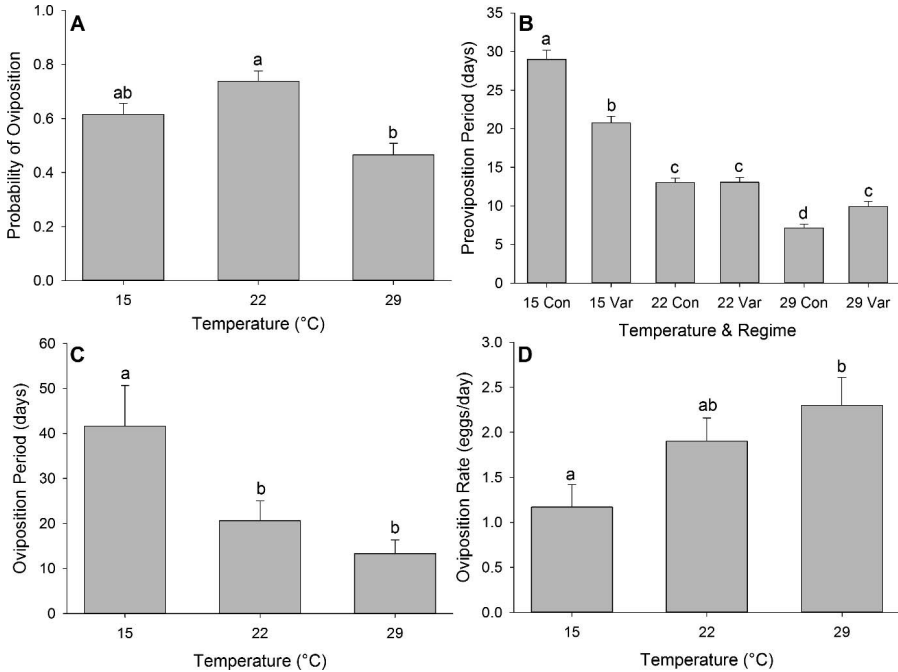 A
Probability of Oviposition
1.0
0.8
0.6
0.4
0.2
0.0
ab
a
b
15 22 29
Temperature (°C)
B
Preoviposition Period (days)
35
30
25
20
15
10
5
0
a
b
c
c
d
c
15 Con 15 Var 22 Con 22 Var 29 Con 29 Var
Temperature & Regime
C
Oviposition Period (days)
60
50
40
30
20
10
0
a
b
b
15 22 29
Temperature (°C)
D
Oviposition Rate (eggs/day)
3.0
2.5
2.0
1.5
1.0
0.5
0.0
a
ab
b
15 22 29
Temperature (°C)